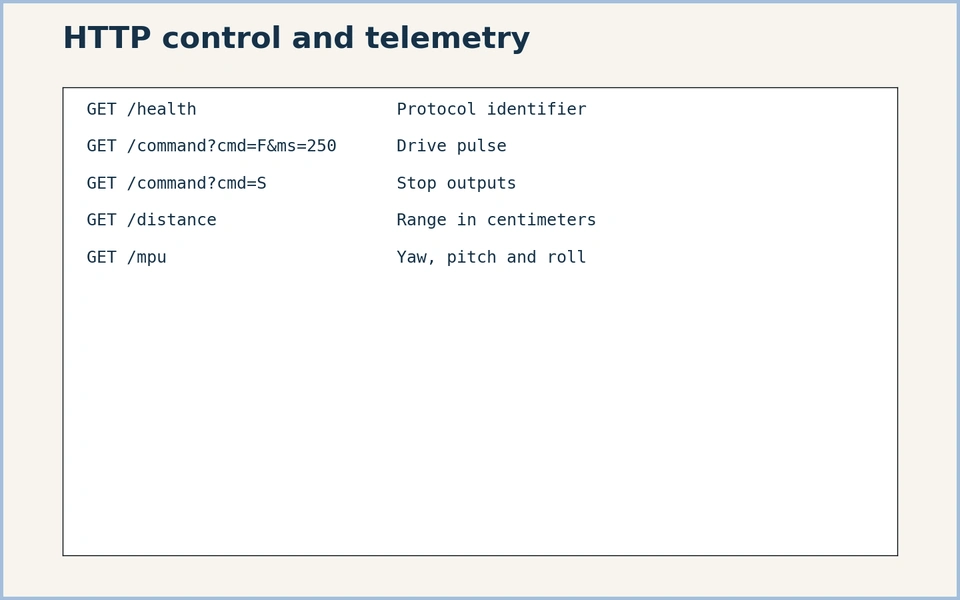 HTTP control and telemetry
GET /health Protocol identifier
GET /command?cmd=F&ms=250 Drive pulse
GET /command?cmd=S Stop outputs
GET /distance Range in centimeters
GET /mpu Yaw, pitch and roll